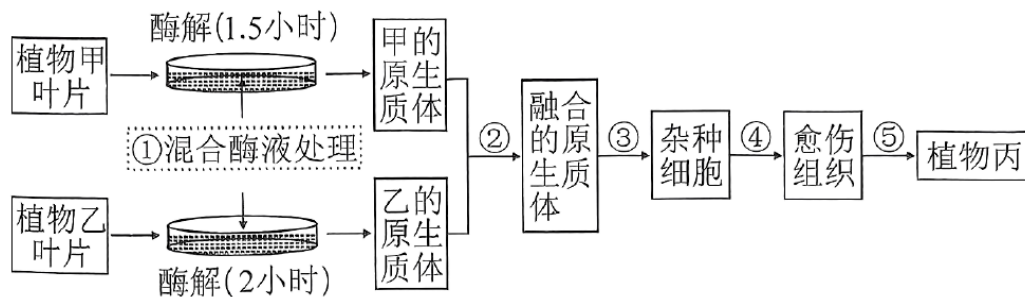 酶解(1.5小时)
植物甲
叶片
甲的
原生
质体
①混合酶液处理
②
融合
的原
生质
体
③
杂种
细胞
④
愈伤
组织
⑤
植物丙
植物乙
叶片
乙的
原生
质体
酶解(2小时)